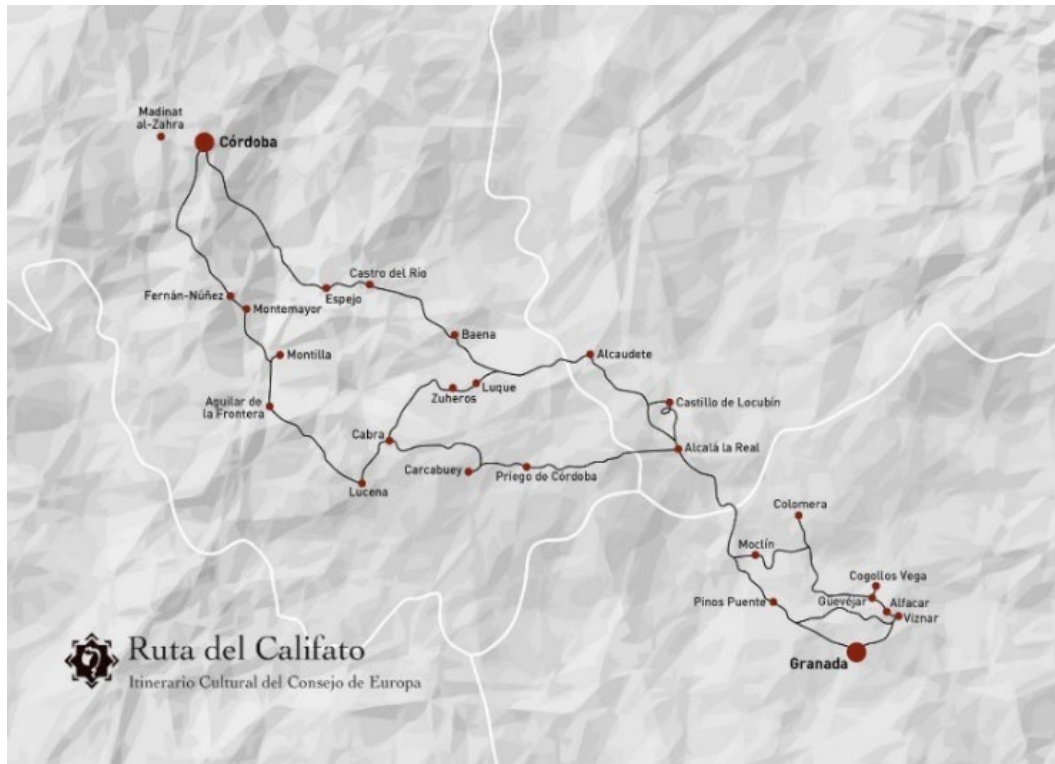 Madinat
al-Zahra
Córdoba
Castro del Río
Espejo
Fernán-Núñez
Montemayor
Baena
Montilla
Alcaudete
Luque
Zuheros
Aguilar de
la Frontera
Castillo de Locubín
Cabra
Alcalá la Real
Carcabuey
Priego de Córdoba
Lucena
Colomera
Moclín
Cogollos Vega
Pinos Puente
Güevéjar
Alfacar
Viznar
Granada
Ruta del Califato
Itinerario Cultural del Consejo de Europa